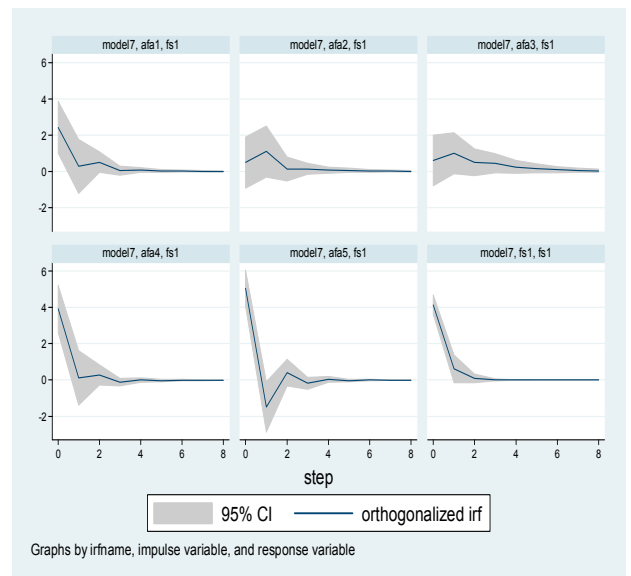 model7, afa1, fs1
model7, afa2, fs1
model7, afa3, fs1
6
4
2
0
-2
model7, afa4, fs1
model7, afa5, fs1
model7, fs1, fs1
6
4
2
0
-2
0 2 4 6 8
0 2 4 6 8
0 2 4 6 8
step
95% CI
orthogonalized irf
Graphs by irfname, impulse variable, and response variable